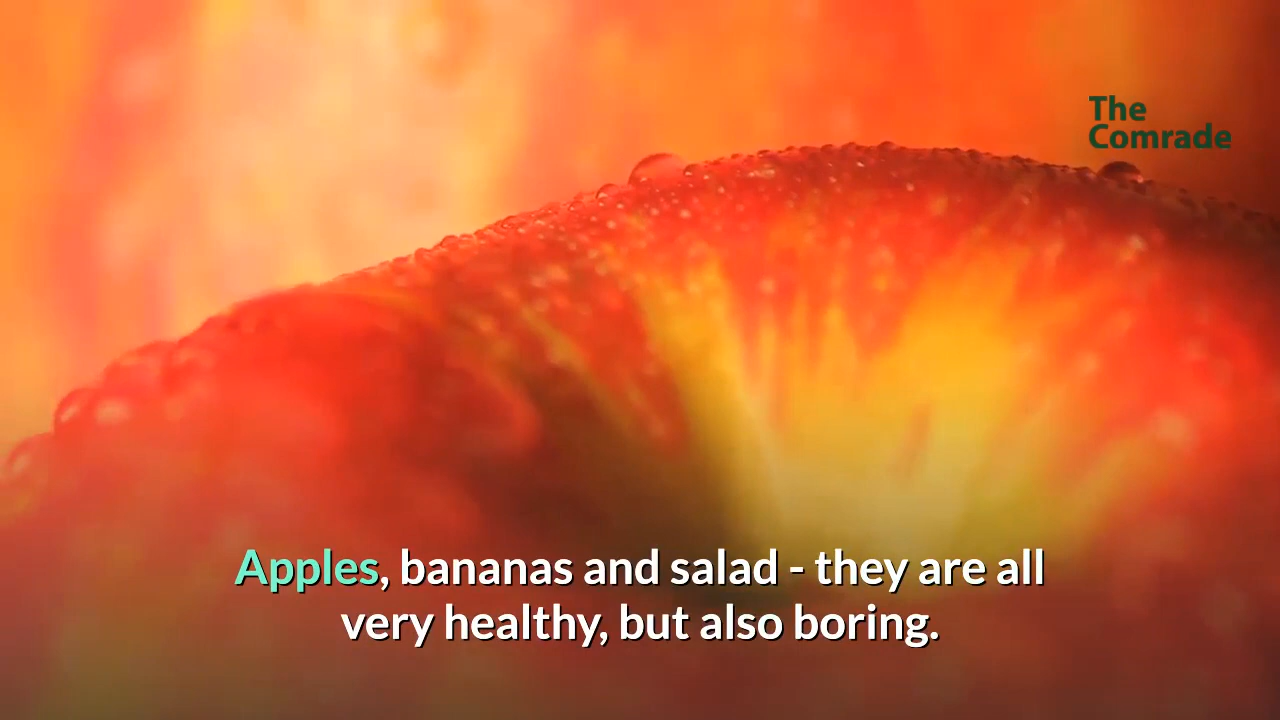 The
Comrade
Apples, bananas and salad - they are all
very healthy, but also boring.